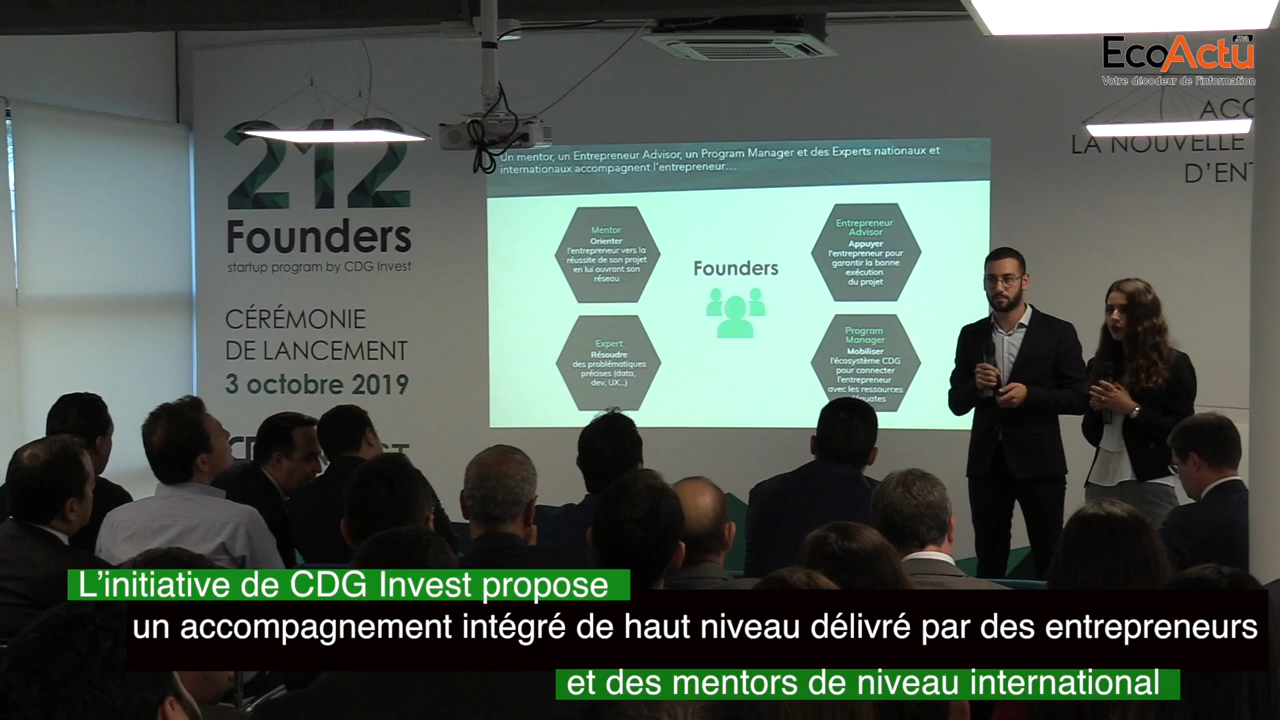 EcoActu
.ma
Votre décodeur de l'information
212
Founders
startup program by CDG Invest
CÉRÉMONIE
DE LANCEMENT
3 octobre 2019
ACC
LA NOUVELLE
D'ENT
Un mentor, un Entrepreneur Advisor, un Program Manager et des Experts nationaux et
internationaux accompagnent l'entrepreneur...
Mentor
Orienter
l'entrepreneur vers la
réussite de son projet
en lui ouvrant son
réseau
Entrepreneur
Advisor
Appuyer
l'entrepreneur pour
garantir la bonne
exécution
du projet
Founders
Expert
Résoudre
des problématiques
précises (data,
dev, UX...)
Program
Manager
Mobiliser
l'écosystème CDG
pour connecter
l'entrepreneur
avec les ressources
L'initiative de CDG Invest propose
un accompagnement intégré de haut niveau délivré par des entrepreneurs
et des mentors de niveau international